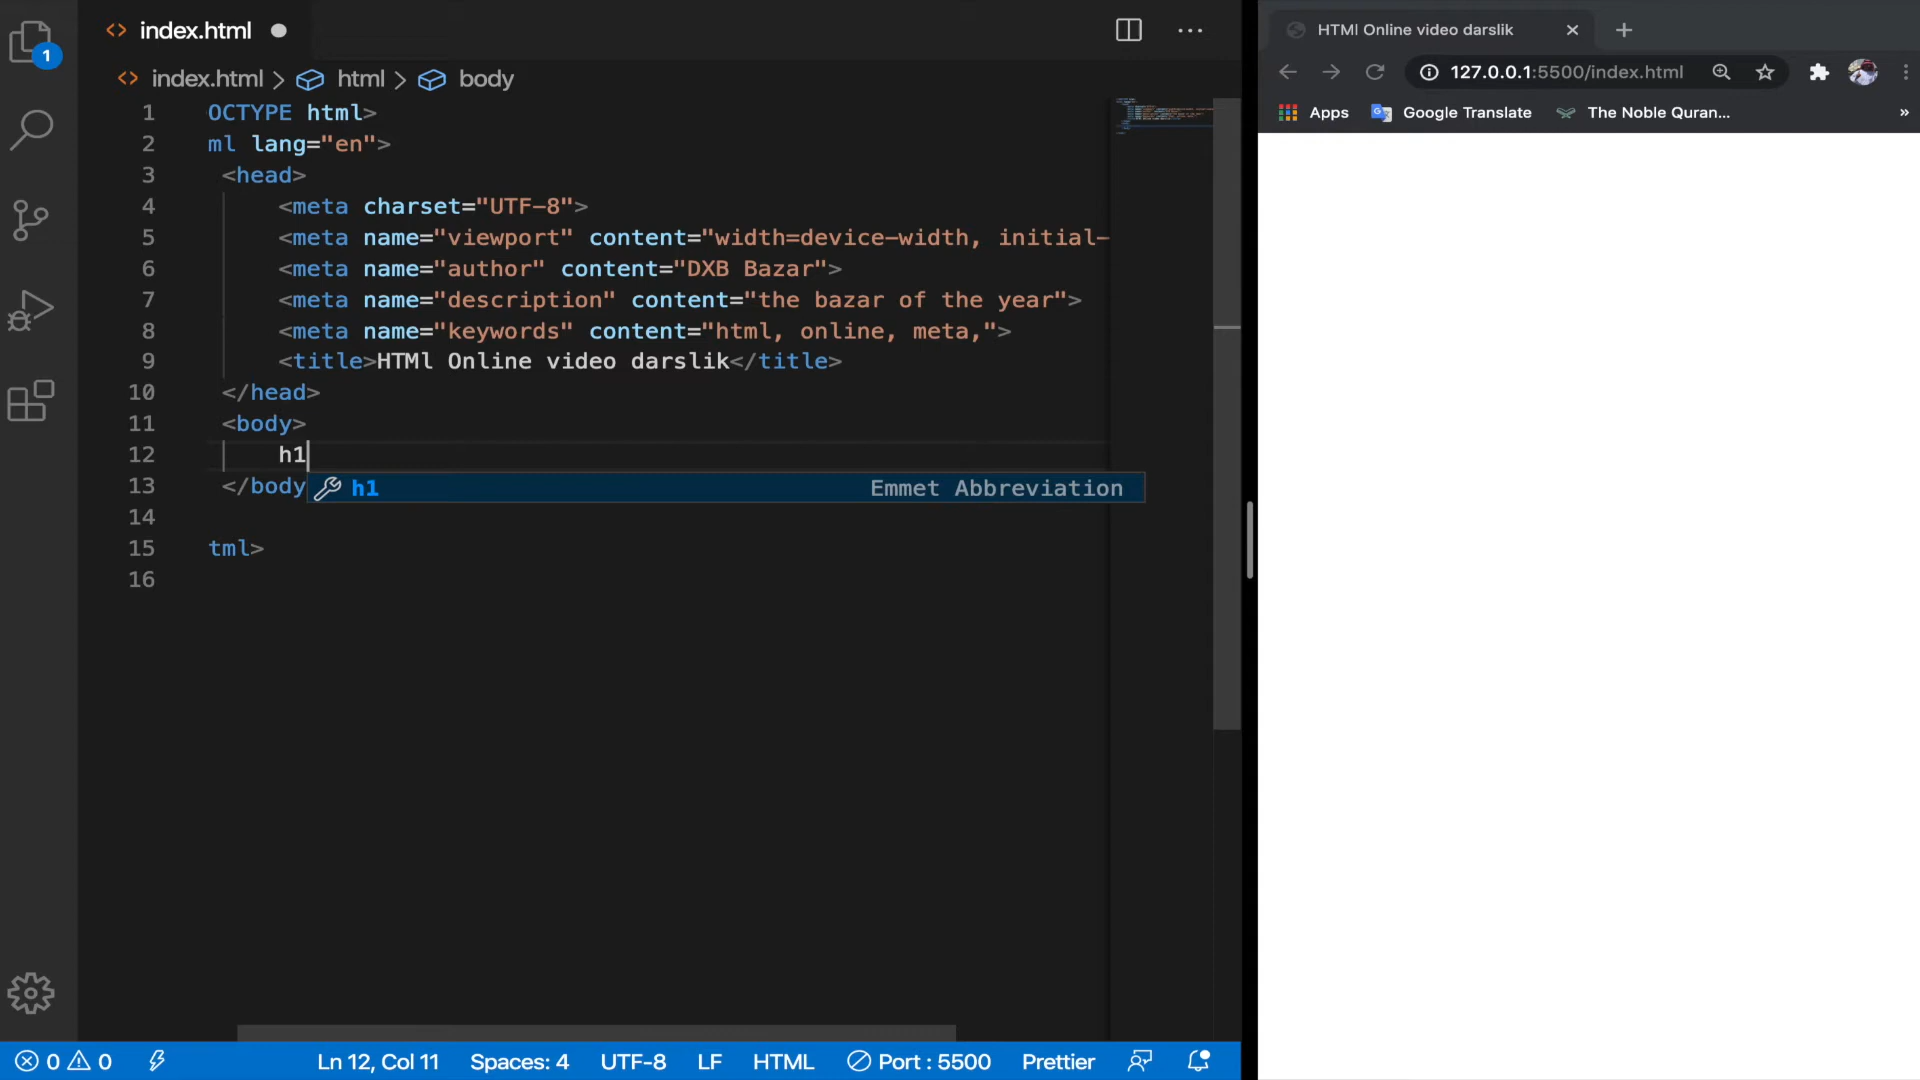 1
index.html
index.html > html > body
1 OCTYPE html>
2 ml lang="en">
3 <head>
4 <meta charset="UTF-8">
5 <meta name="viewport" content="width=device-width, initial-
6 <meta name="author" content="DXB Bazar">
7 <meta name="description" content="the bazar of the year">
8 <meta name="keywords" content="html, online, meta,">
9 <title>HTMl Online video darslik</title>
10 </head>
11 <body>
12 h1
13 </body
h1 Emmet Abbreviation
14
15 tml>
16
0 0 Ln 12, Col 11 Spaces: 4 UTF-8 LF HTML Port : 5500 Prettier
HTMl Online video darslik
127.0.0.1:5500/index.html
Apps Google Translate The Noble Quran... »